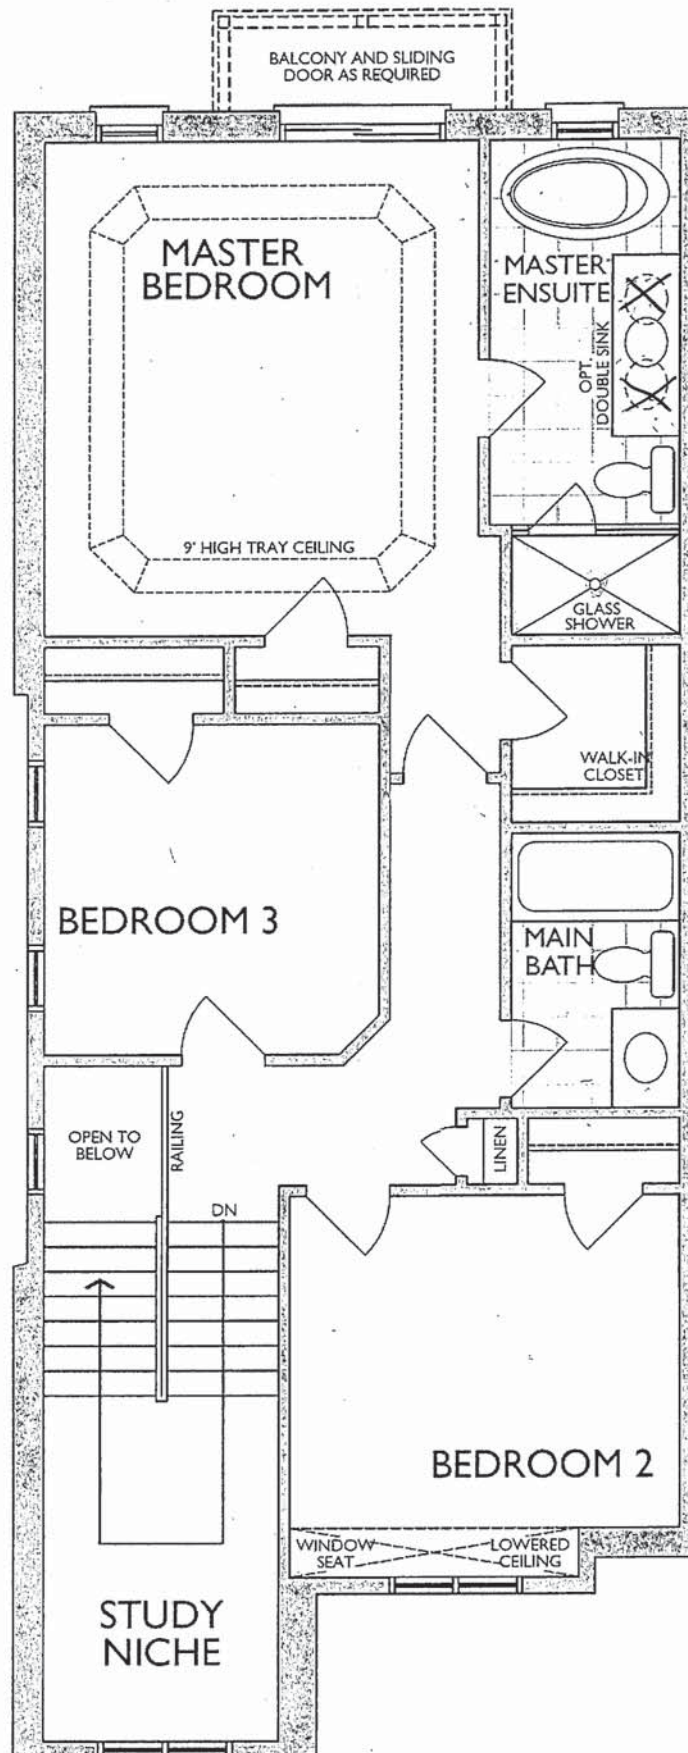 BALCONY AND SLIDING
DOOR AS REQUIRED
MASTER
BEDROOM
MASTER
ENSUITE
OPT.
DOUBLE SINK
9' HIGH TRAY CEILING
GLASS
SHOWER
WALK-IN
CLOSET
BEDROOM 3
MAIN
BATH
OPEN TO
BELOW
RAILING
LINEN
DN
BEDROOM 2
WINDOW
SEAT
LOWERED
CEILING
STUDY
NICHE